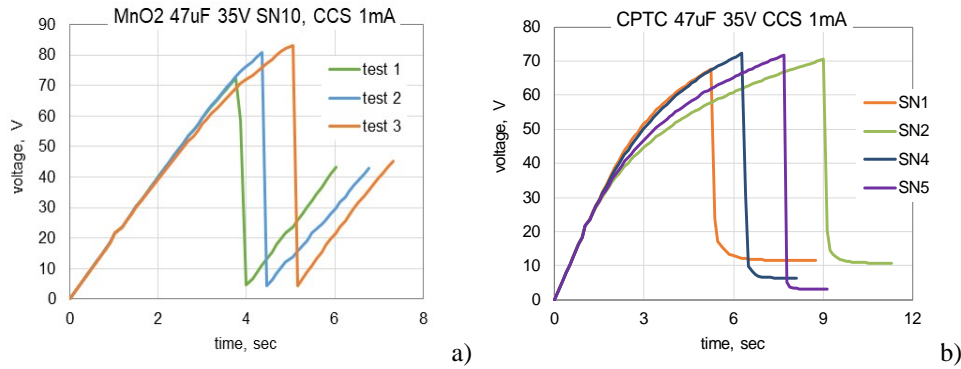 MnO2 47uF 35V SN10, CCS 1mA
90
80
70
60
50
40
30
20
10
0
voltage, V
test 1
test 2
test 3
0 2 4 6 8
time, sec
a)
CPTC 47uF 35V CCS 1mA
80
70
60
50
40
30
20
10
0
voltage, V
SN1
SN2
SN4
SN5
0 3 6 9 12
time, sec
b)